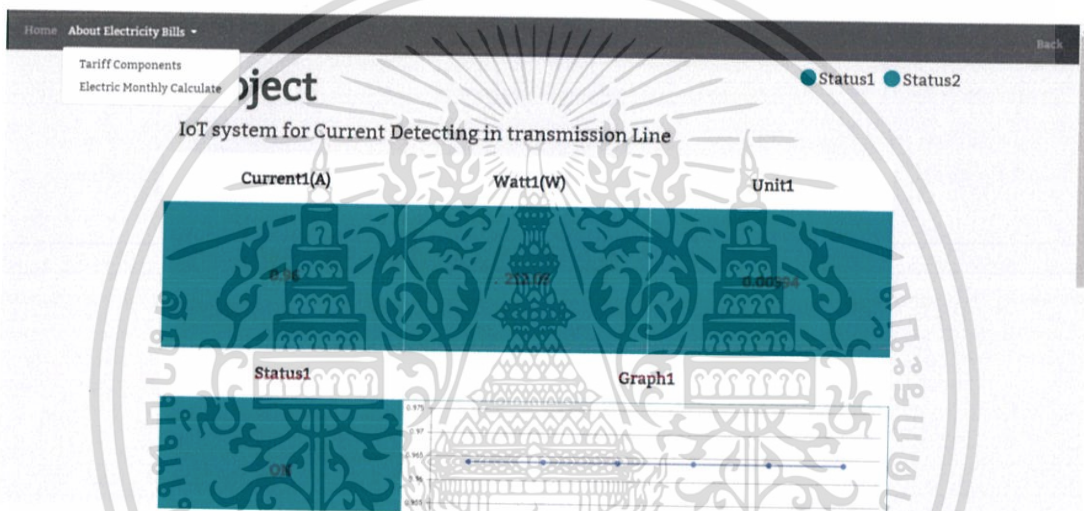 Home About Electricity Bills Back
Tariff Components
Electric Monthly Calculate
oject
Status1 Status2
IoT system for Current Detecting in transmission Line
Current1(A) Watt1(W) Unit1
0.96 0.00594
Status1 Graph1
ON
0.975
0.97
0.965
0.96